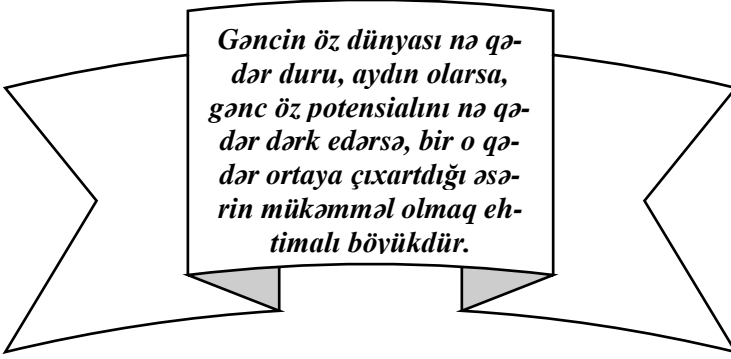 Gəncin öz dünyası nə qə-
dər duru, aydın olarsa,
gənc öz potensialını nə qə-
dər dərk edərsə, bir o qə-
dər ortaya çıxartdığı əsə-
rin mükəmməl olmaq eh-
timalı böyükdür.